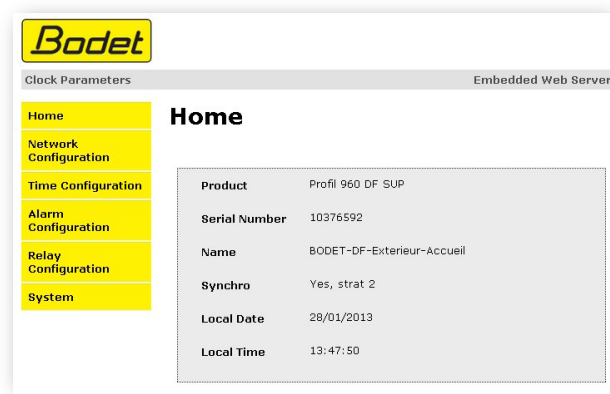 Bodet
Clock Parameters Embedded Web Server
Home
Network
Configuration
Time Configuration
Alarm
Configuration
Relay
Configuration
System
Home
Product Profil 960 DF SUP
Serial Number 10376592
Name BODET-DF-Exterieur-Accueil
Synchro Yes, strat 2
Local Date 28/01/2013
Local Time 13:47:50